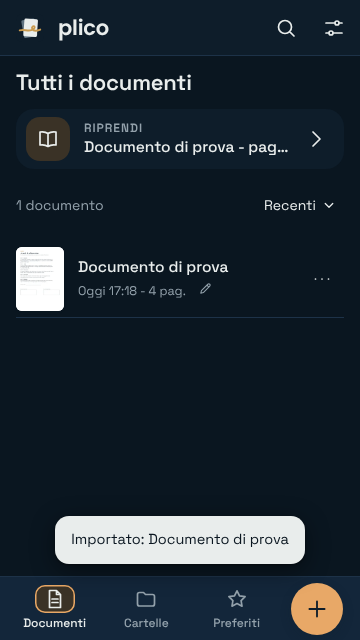 plico
Tutti i documenti
RIPRENDI
Documento di prova - pag...
1 documento
Recenti
Documento di prova
Oggi 17:18 - 4 pag.
Importato: Documento di prova
Documenti
Cartelle
Preferiti